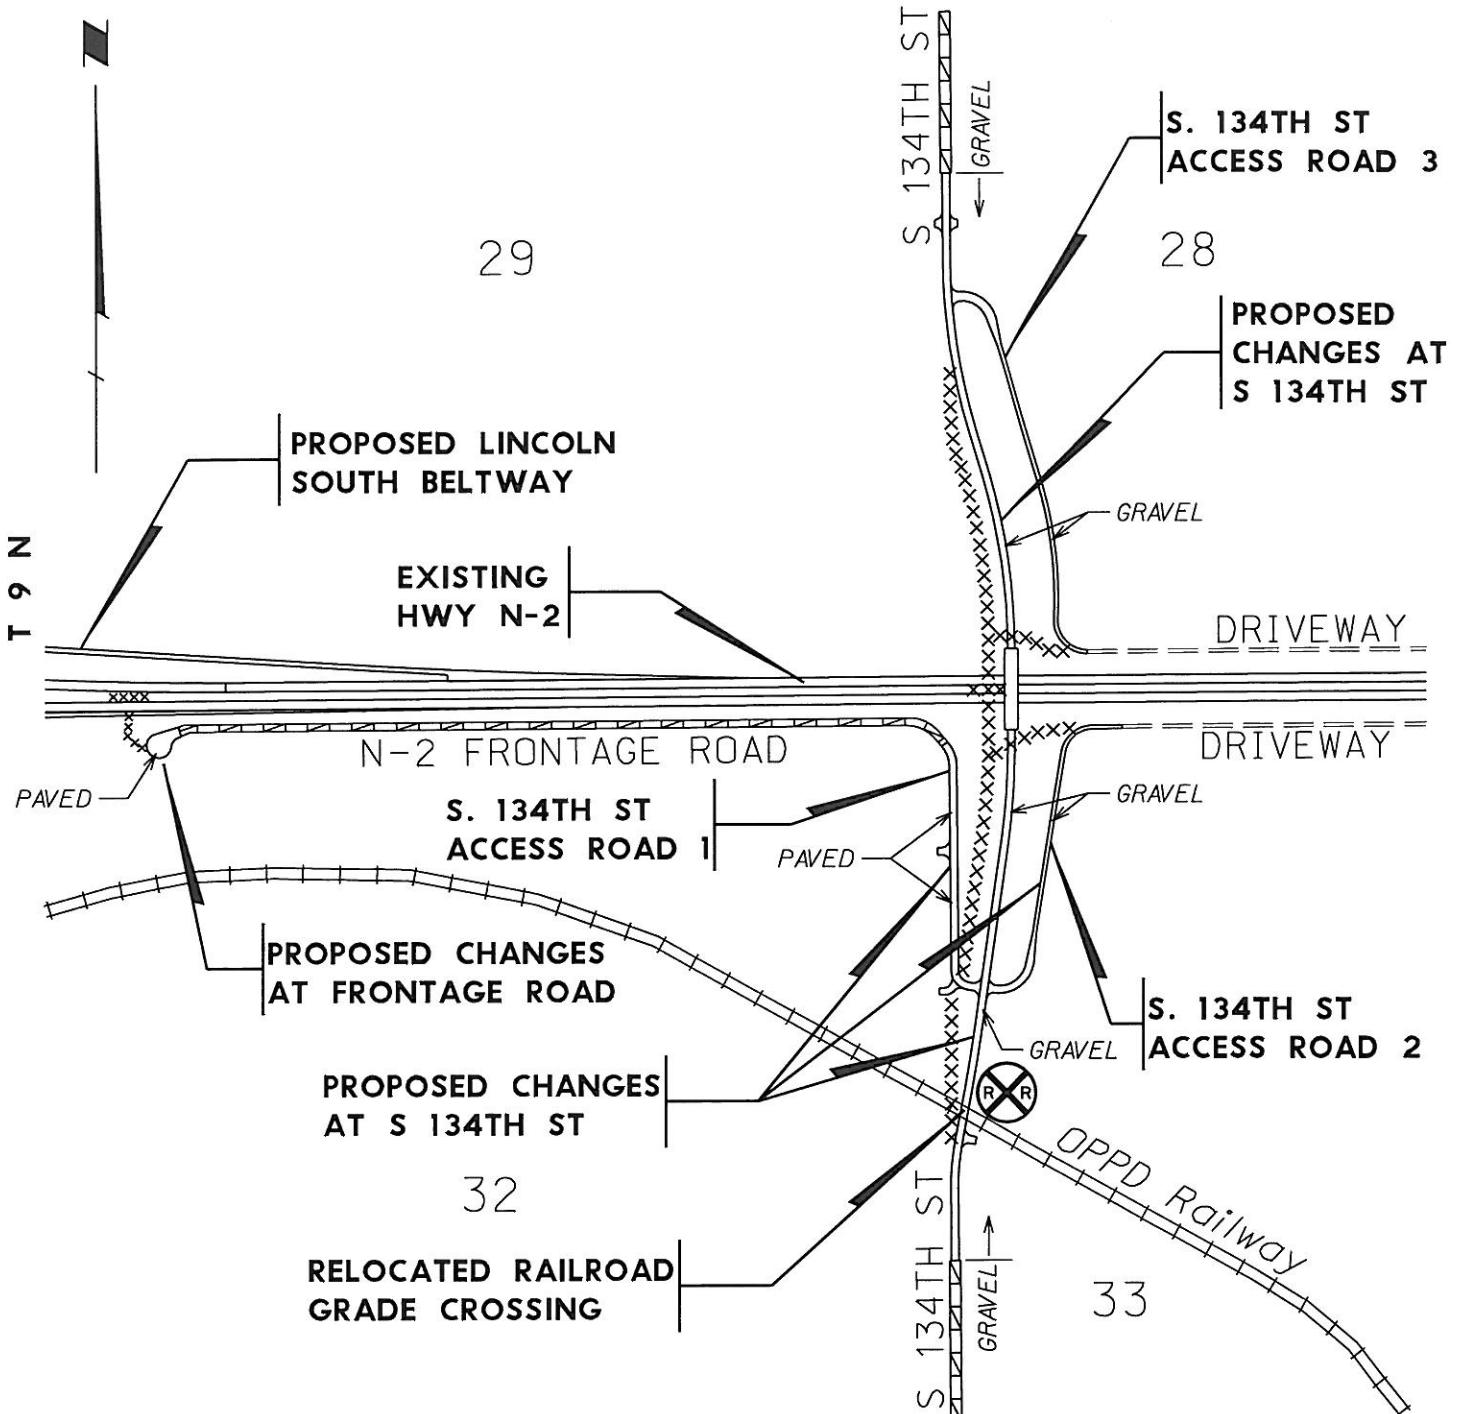 N
S 134TH ST
GRAVEL
S. 134TH ST
ACCESS ROAD 3
29
28
PROPOSED
CHANGES AT
S 134TH ST
PROPOSED LINCOLN
SOUTH BELTWAY
GRAVEL
T 9 N
EXISTING
HWY N-2
DRIVEWAY
N-2 FRONTAGE ROAD
DRIVEWAY
PAVED
S. 134TH ST
ACCESS ROAD 1
GRAVEL
PAVED
PROPOSED CHANGES
AT FRONTAGE ROAD
S. 134TH ST
ACCESS ROAD 2
GRAVEL
PROPOSED CHANGES
AT S 134TH ST
R R
OPPD Railway
32
S 134TH ST
GRAVEL
RELOCATED RAILROAD
GRADE CROSSING
33